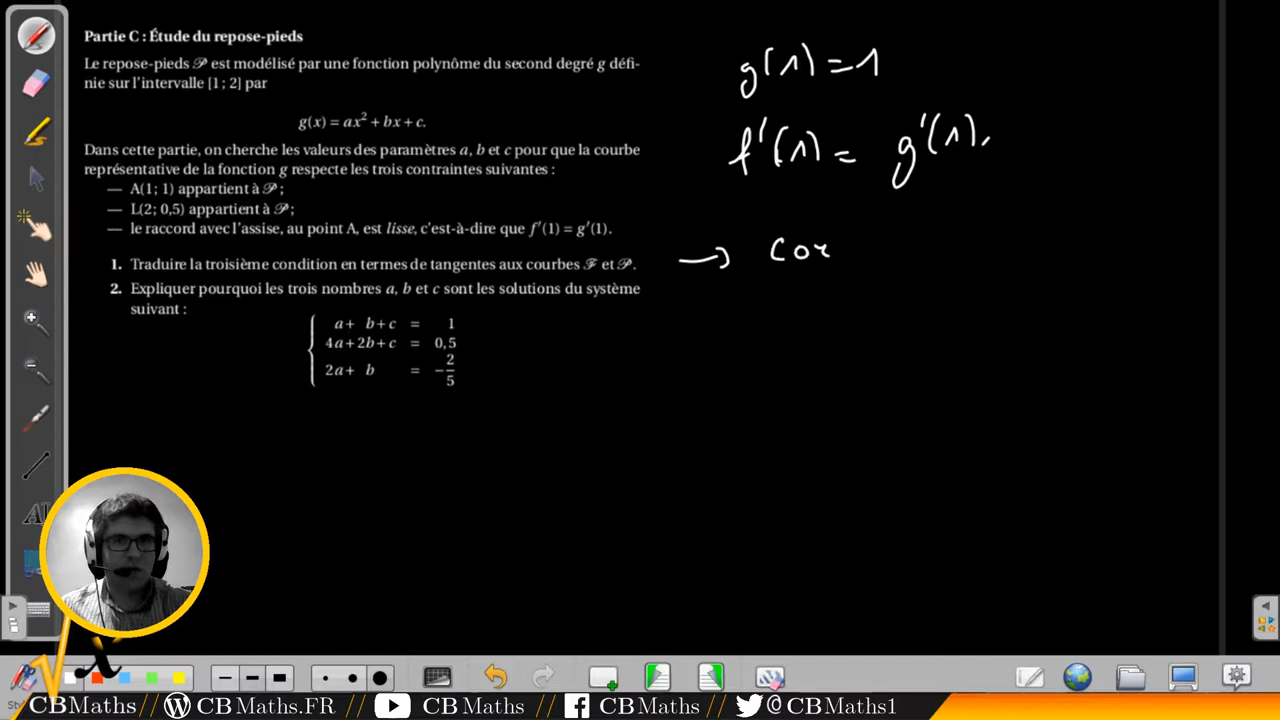 Partie C : Étude du repose-pieds
Le repose-pieds 𝒫 est modélisé par une fonction polynôme du second degré g défi-
nie sur l'intervalle [1 ; 2] par
g(x) = ax² + bx + c.
Dans cette partie, on cherche les valeurs des paramètres a, b et c pour que la courbe
représentative de la fonction g respecte les trois contraintes suivantes :
— A(1; 1) appartient à 𝒫 ;
— L(2; 0,5) appartient à 𝒫 ;
— le raccord avec l'assise, au point A, est lisse, c'est-à-dire que f′(1) = g′(1).
1. Traduire la troisième condition en termes de tangentes aux courbes ℱ et 𝒫.
2. Expliquer pourquoi les trois nombres a, b et c sont les solutions du système
suivant :
a + b + c = 1
4a + 2b + c = 0,5
2a + b = −2/5
g(1) = 1
f'(1) = g'(1).
→ Cor
CBMaths CBMaths.FR CBMaths CBMaths @CBMaths1